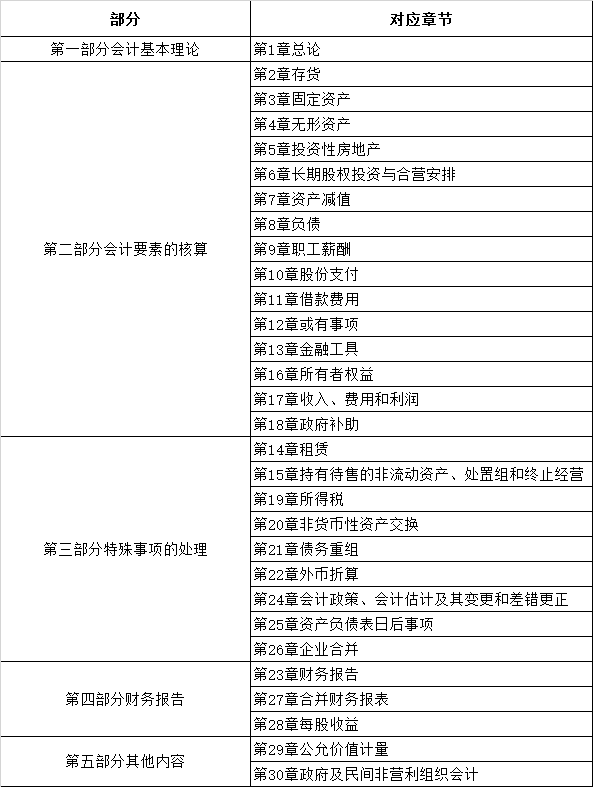 部分 对应章节
第一部分会计基本理论 第1章总论
第二部分会计要素的核算
第2章存货
第3章固定资产
第4章无形资产
第5章投资性房地产
第6章长期股权投资与合营安排
第7章资产减值
第8章负债
第9章职工薪酬
第10章股份支付
第11章借款费用
第12章或有事项
第13章金融工具
第16章所有者权益
第17章收入、费用和利润
第18章政府补助
第三部分特殊事项的处理
第14章租赁
第15章持有待售的非流动资产、处置组和终止经营
第19章所得税
第20章非货币性资产交换
第21章债务重组
第22章外币折算
第24章会计政策、会计估计及其变更和差错更正
第25章资产负债表日后事项
第26章企业合并
第四部分财务报告
第23章财务报告
第27章合并财务报表
第28章每股收益
第五部分其他内容
第29章公允价值计量
第30章政府及民间非营利组织会计